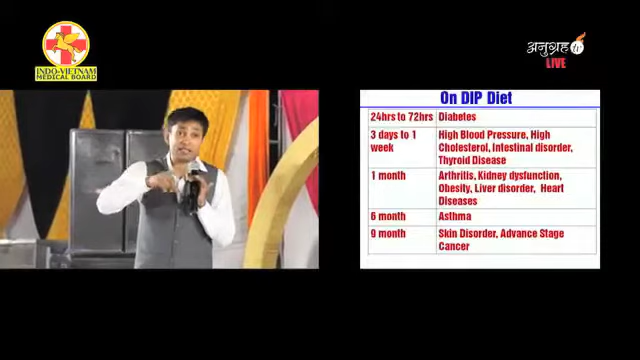 INDO-VIETNAM
MEDICAL BOARD
अनुग्रह tv
LIVE
On DIP Diet
24hrs to 72hrs Diabetes
3 days to 1 week High Blood Pressure, High
Cholesterol, Intestinal disorder,
Thyroid Disease
1 month Arthritis, Kidney dysfunction,
Obesity, Liver disorder, Heart
Diseases
6 month Asthma
9 month Skin Disorder, Advance Stage
Cancer